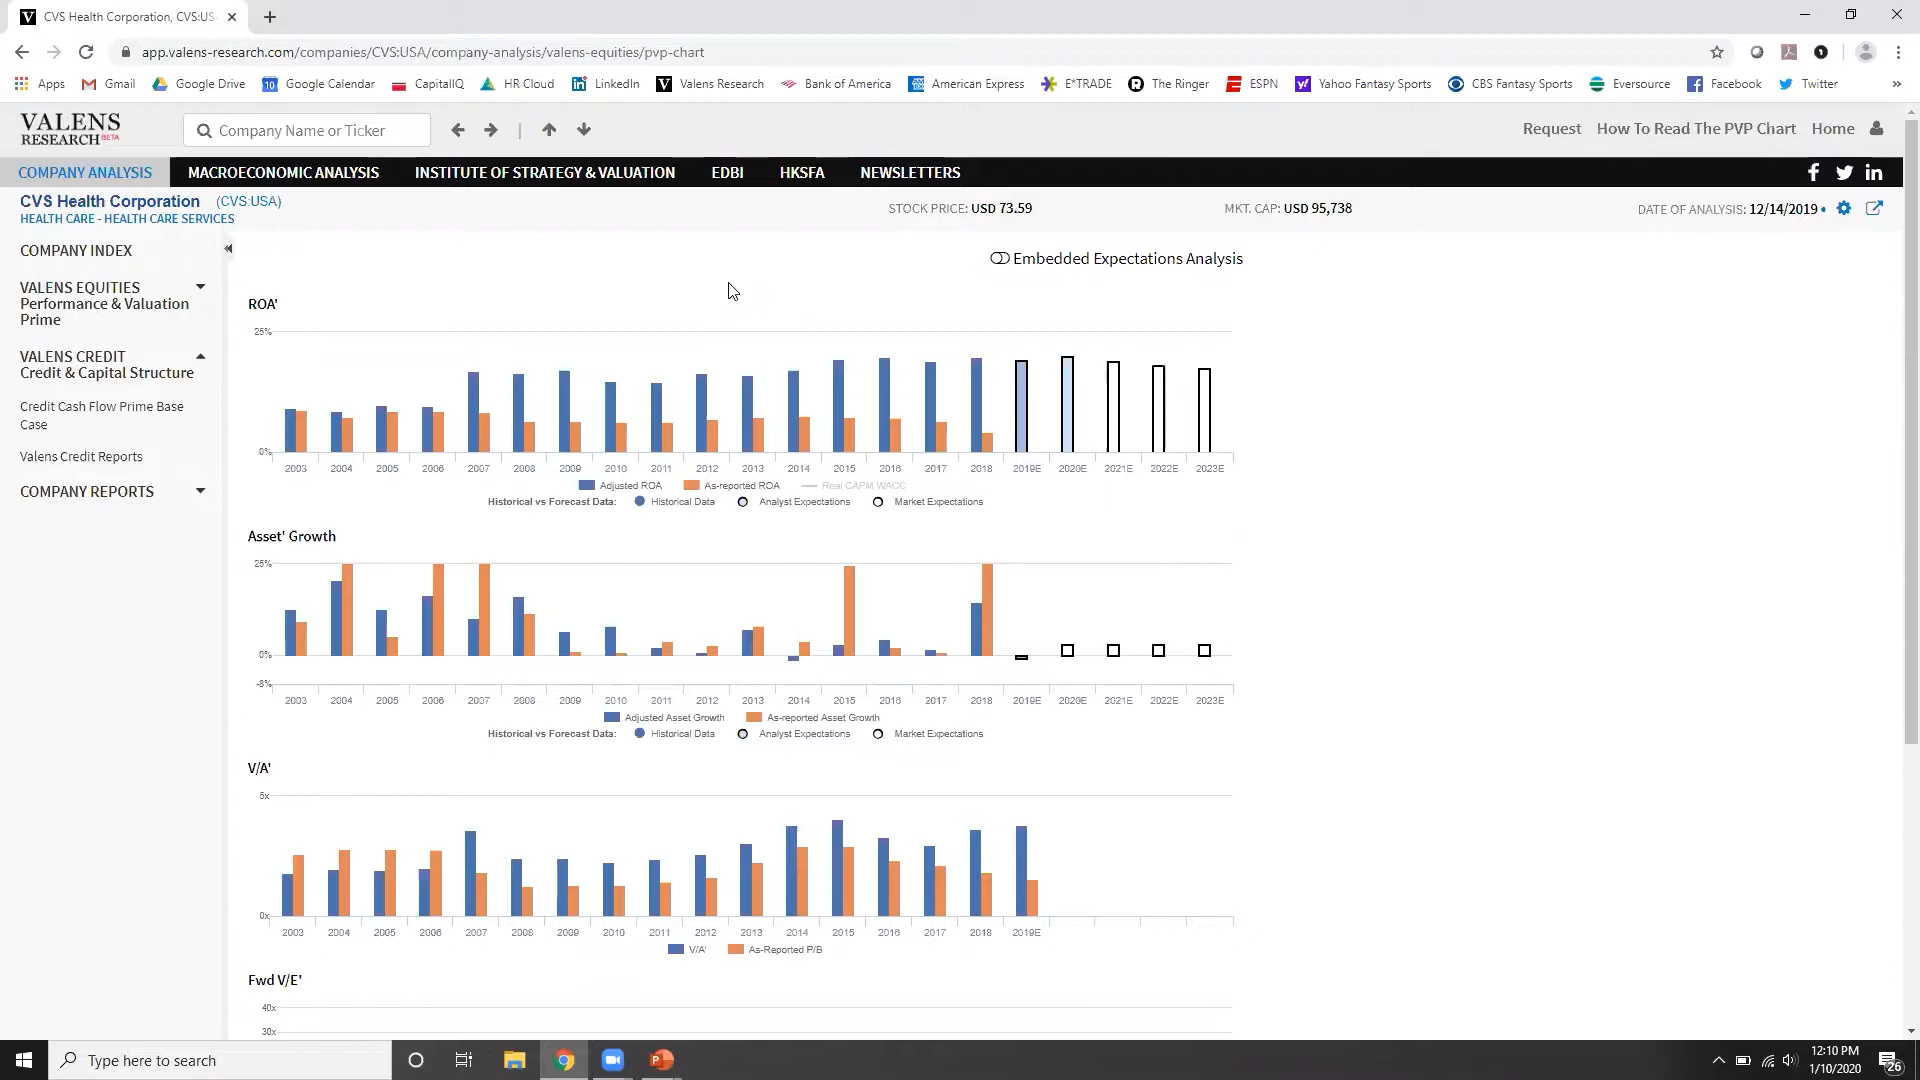 CVS Health Corporation, CVS:US
app.valens-research.com/companies/CVS:USA/company-analysis/valens-equities/pvp-chart
Apps Gmail Google Drive Google Calendar CapitalIQ HR Cloud LinkedIn Valens Research Bank of America American Express E*TRADE The Ringer ESPN Yahoo Fantasy Sports CBS Fantasy Sports Eversource Facebook Twitter »
VALENS
RESEARCH BETA
Company Name or Ticker
Request How To Read The PVP Chart Home
COMPANY ANALYSIS MACROECONOMIC ANALYSIS INSTITUTE OF STRATEGY & VALUATION EDBI HKSFA NEWSLETTERS
CVS Health Corporation (CVS:USA)
HEALTH CARE - HEALTH CARE SERVICES
STOCK PRICE: USD 73.59 MKT. CAP: USD 95,738 DATE OF ANALYSIS: 12/14/2019
COMPANY INDEX
VALENS EQUITIES
Performance & Valuation
Prime
VALENS CREDIT
Credit & Capital Structure
Credit Cash Flow Prime Base
Case
Valens Credit Reports
COMPANY REPORTS
Embedded Expectations Analysis
ROA'
25%
0%
2003 2004 2005 2006 2007 2008 2009 2010 2011 2012 2013 2014 2015 2016 2017 2018 2019E 2020E 2021E 2022E 2023E
Adjusted ROA As-reported ROA Real CAPM WACC
Historical vs Forecast Data: Historical Data Analyst Expectations Market Expectations
Asset' Growth
25%
0%
-8%
2003 2004 2005 2006 2007 2008 2009 2010 2011 2012 2013 2014 2015 2016 2017 2018 2019E 2020E 2021E 2022E 2023E
Adjusted Asset Growth As-reported Asset Growth
Historical vs Forecast Data: Historical Data Analyst Expectations Market Expectations
V/A'
5x
0x
2003 2004 2005 2006 2007 2008 2009 2010 2011 2012 2013 2014 2015 2016 2017 2018 2019E
V/A' As-Reported P/B
Fwd V/E'
40x
30x
Type here to search
12:10 PM
1/10/2020
26